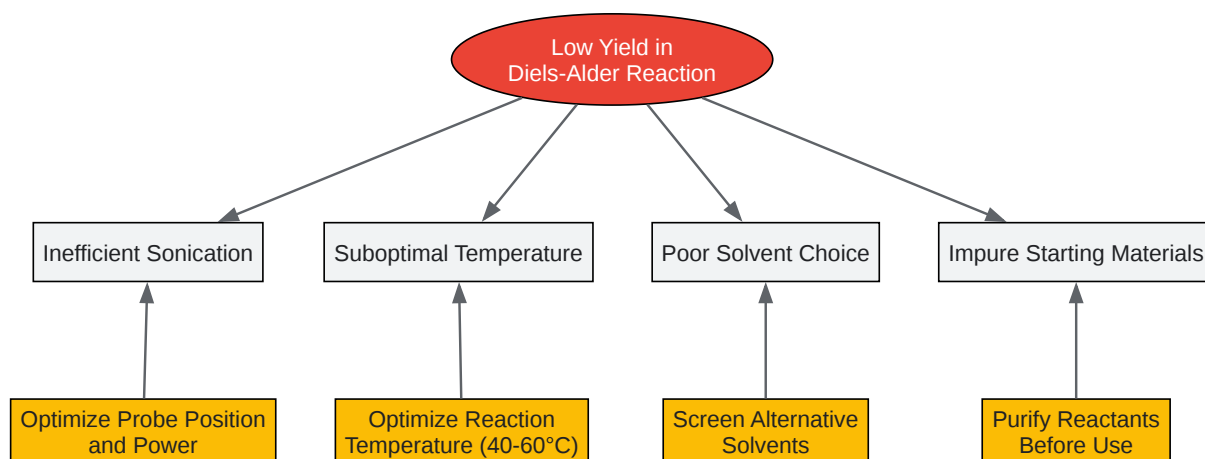 Low Yield in
Diels-Alder Reaction
Inefficient Sonication
Suboptimal Temperature
Poor Solvent Choice
Impure Starting Materials
Optimize Probe Position
and Power
Optimize Reaction
Temperature (40-60°C)
Screen Alternative
Solvents
Purify Reactants
Before Use